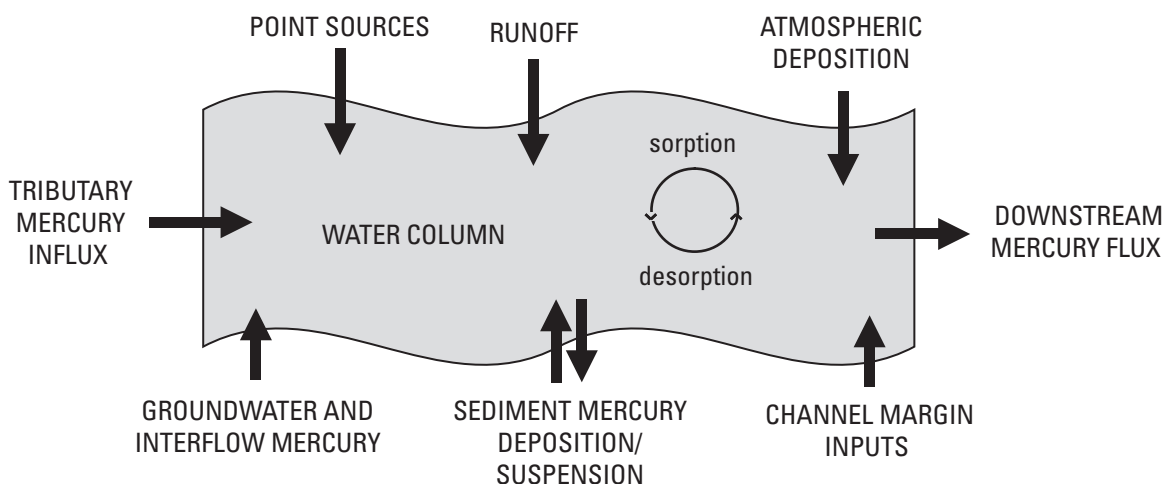 POINT SOURCES
RUNOFF
ATMOSPHERIC
DEPOSITION
sorption
TRIBUTARY
MERCURY
INFLUX
WATER COLUMN
desorption
DOWNSTREAM
MERCURY FLUX
GROUNDWATER AND
INTERFLOW MERCURY
SEDIMENT MERCURY
DEPOSITION/
SUSPENSION
CHANNEL MARGIN
INPUTS